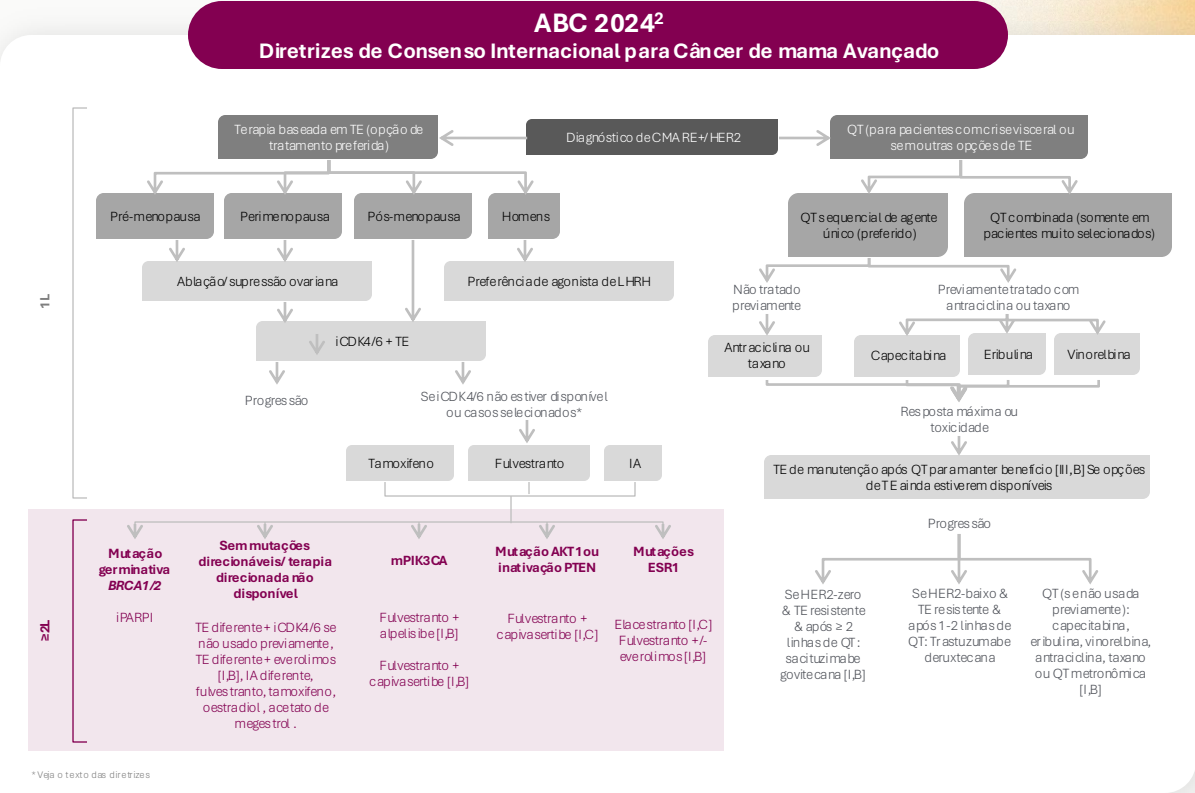 ABC 2024²
Diretrizes de Consenso Internacional para Câncer de mama Avançado
Terapia baseada em TE (opção de
tratamento preferida)
Diagnóstico de CMA RE+/HER2
QT (para pacientes com crise visceral ou
sem outras opções de TE
Pré-menopausa
Perimenopausa
Pós-menopausa
Homens
QT sequencial de agente
único (preferido)
QT combinada (somente em
pacientes muito selecionados)
Ablação/supressão ovariana
Preferência de agonista de LHRH
Não tratado
previamente
Previamente tratado com
antraciclina ou taxano
1L
iCDK4/6 + TE
Antraciclina ou
taxano
Capecitabina
Eribulina
Vinorelbina
Progressão
Se iCDK4/6 não estiver disponível
ou casos selecionados*
Resposta máxima ou
toxicidade
Tamoxifeno
Fulvestranto
IA
TE de manutenção após QT para manter benefício [III,B] Se opções
de TE ainda estiverem disponíveis
Progressão
≥2L
Mutação
germinativa
BRCA1/2
iPARPI
Sem mutações
direcionáveis/ terapia
direcionada não
disponível
TE diferente + iCDK4/6 se
não usado previamente,
TE diferente + everolimos
[I,B], IA diferente,
fulvestranto, tamoxifeno,
oestradiol , acetato de
megestrol .
mPIK3CA
Fulvestranto +
alpelisibe [I,B]
Fulvestranto +
capivasertibe [I,B]
Mutação AKT1 ou
inativação PTEN
Fulvestranto +
capivasertibe [I,C]
Mutações
ESR1
Elacestranto [I,C]
Fulvestranto +/-
everolimos [I,B]
Se HER2-zero
& TE resistente
& após ≥ 2
linhas de QT:
sacituzimabe
govitecana [I,B]
Se HER2-baixo &
TE resistente &
após 1-2 linhas de
QT: Trastuzumabe
deruxtecana
QT (se não usada
previamente):
capecitabina,
eribulina, vinorelbina,
antraciclina, taxano
ou QT metronômica
[I,B]
*Veja o texto das diretrizes